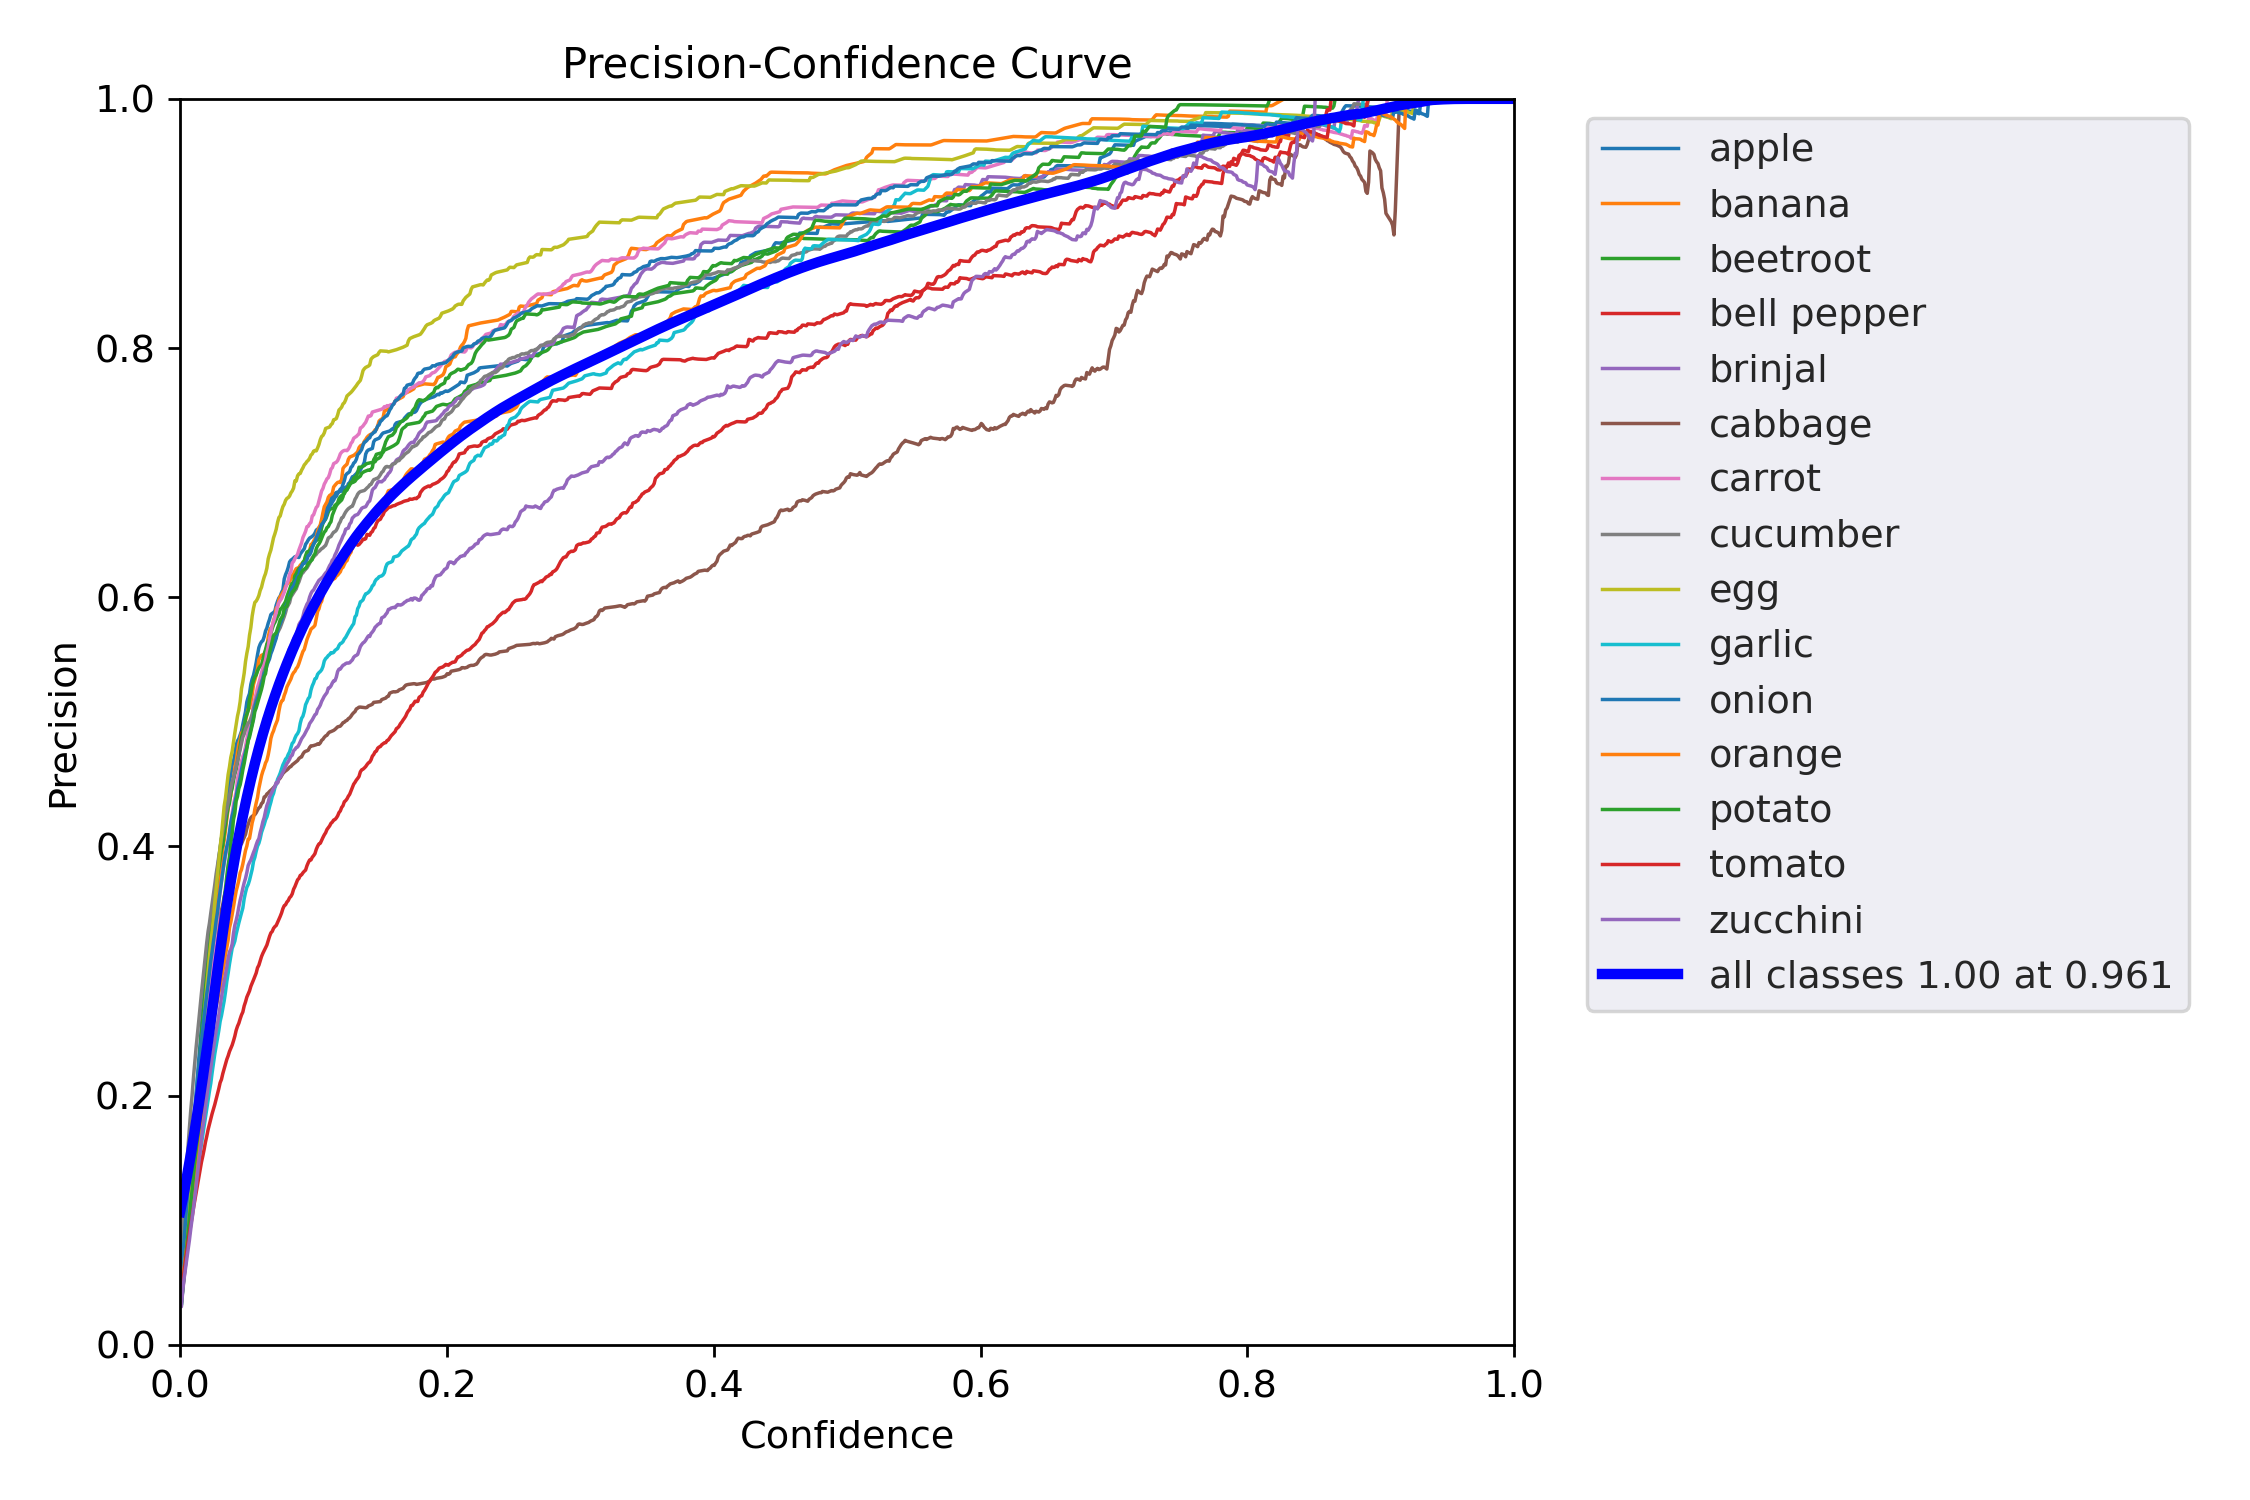 Precision-Confidence Curve
1.0
0.8
0.6
0.4
0.2
0.0
Precision
0.0 0.2 0.4 0.6 0.8 1.0
Confidence
apple
banana
beetroot
bell pepper
brinjal
cabbage
carrot
cucumber
egg
garlic
onion
orange
potato
tomato
zucchini
all classes 1.00 at 0.961